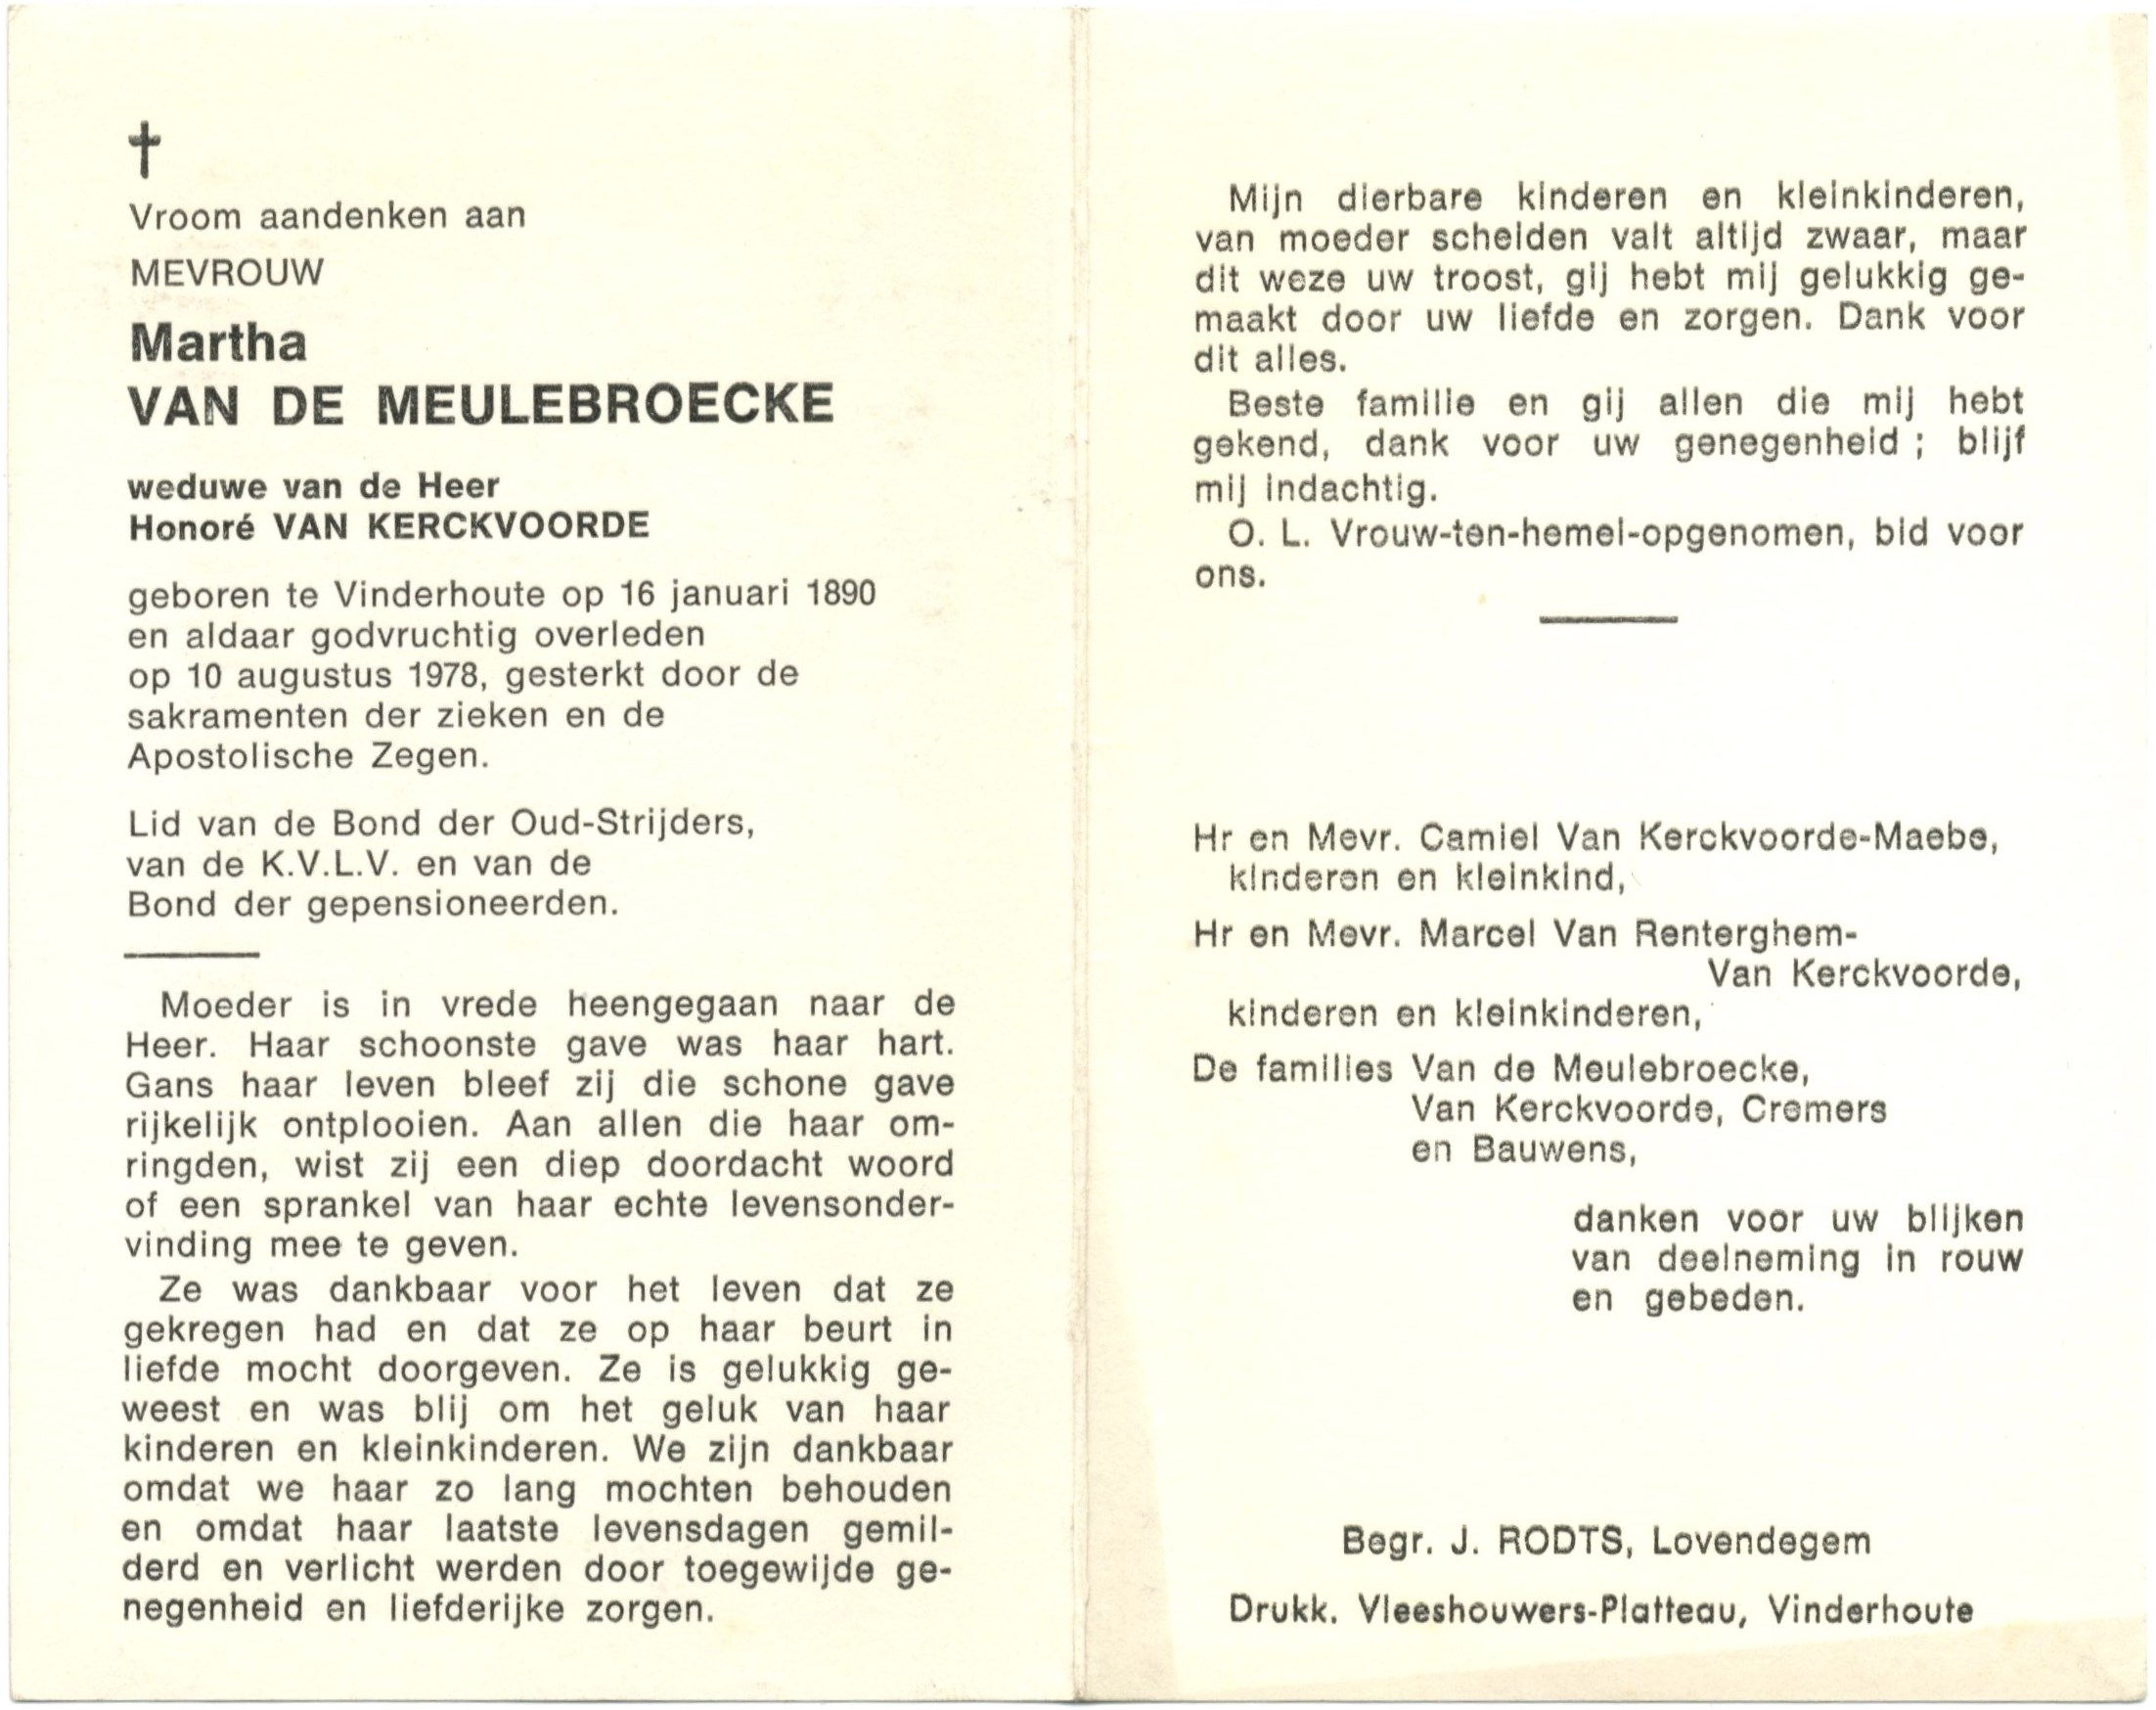 Vroom aandenken aan
MEVROUW
Martha
VAN DE MEULEBROECKE
weduwe van de Heer
Honoré VAN KERCKVOORDE
geboren te Vinderhoute op 16 januari 1890
en aldaar godvruchtig overleden
op 10 augustus 1978, gesterkt door de
sakramenten der zieken en de
Apostolische Zegen.
Lid van de Bond der Oud-Strijders,
van de K.V.L.V. en van de
Bond der gepensioneerden.
Moeder is in vrede heengegaan naar de
Heer. Haar schoonste gave was haar hart.
Gans haar leven bleef zij die schone gave
rijkelijk ontplooien. Aan allen die haar om-
ringden, wist zij een diep doordacht woord
of een sprankel van haar echte levensonder-
vinding mee te geven.
Ze was dankbaar voor het leven dat ze
gekregen had en dat ze op haar beurt in
liefde mocht doorgeven. Ze is gelukkig ge-
weest en was blij om het geluk van haar
kinderen en kleinkinderen. We zijn dankbaar
omdat we haar zo lang mochten behouden
en omdat haar laatste levensdagen gemil-
derd en verlicht werden door toegewijde ge-
negenheid en liefderijke zorgen.
Mijn dierbare kinderen en kleinkinderen,
van moeder scheiden valt altijd zwaar, maar
dit weze uw troost, gij hebt mij gelukkig ge-
maakt door uw liefde en zorgen. Dank voor
dit alles.
Beste familie en gij allen die mij hebt
gekend, dank voor uw genegenheid ; blijf
mij indachtig.
O. L. Vrouw-ten-hemel-opgenomen, bid voor
ons.
Hr en Mevr. Camiel Van Kerckvoorde-Maebe,
kinderen en kleinkind,
Hr en Mevr. Marcel Van Renterghem-
Van Kerckvoorde,
kinderen en kleinkinderen,
De families Van de Meulebroecke,
Van Kerckvoorde, Cremers
en Bauwens,
danken voor uw blijken
van deelneming in rouw
en gebeden.
Begr. J. RODTS, Lovendegem
Drukk. Vleeshouwers-Platteau, Vinderhoute